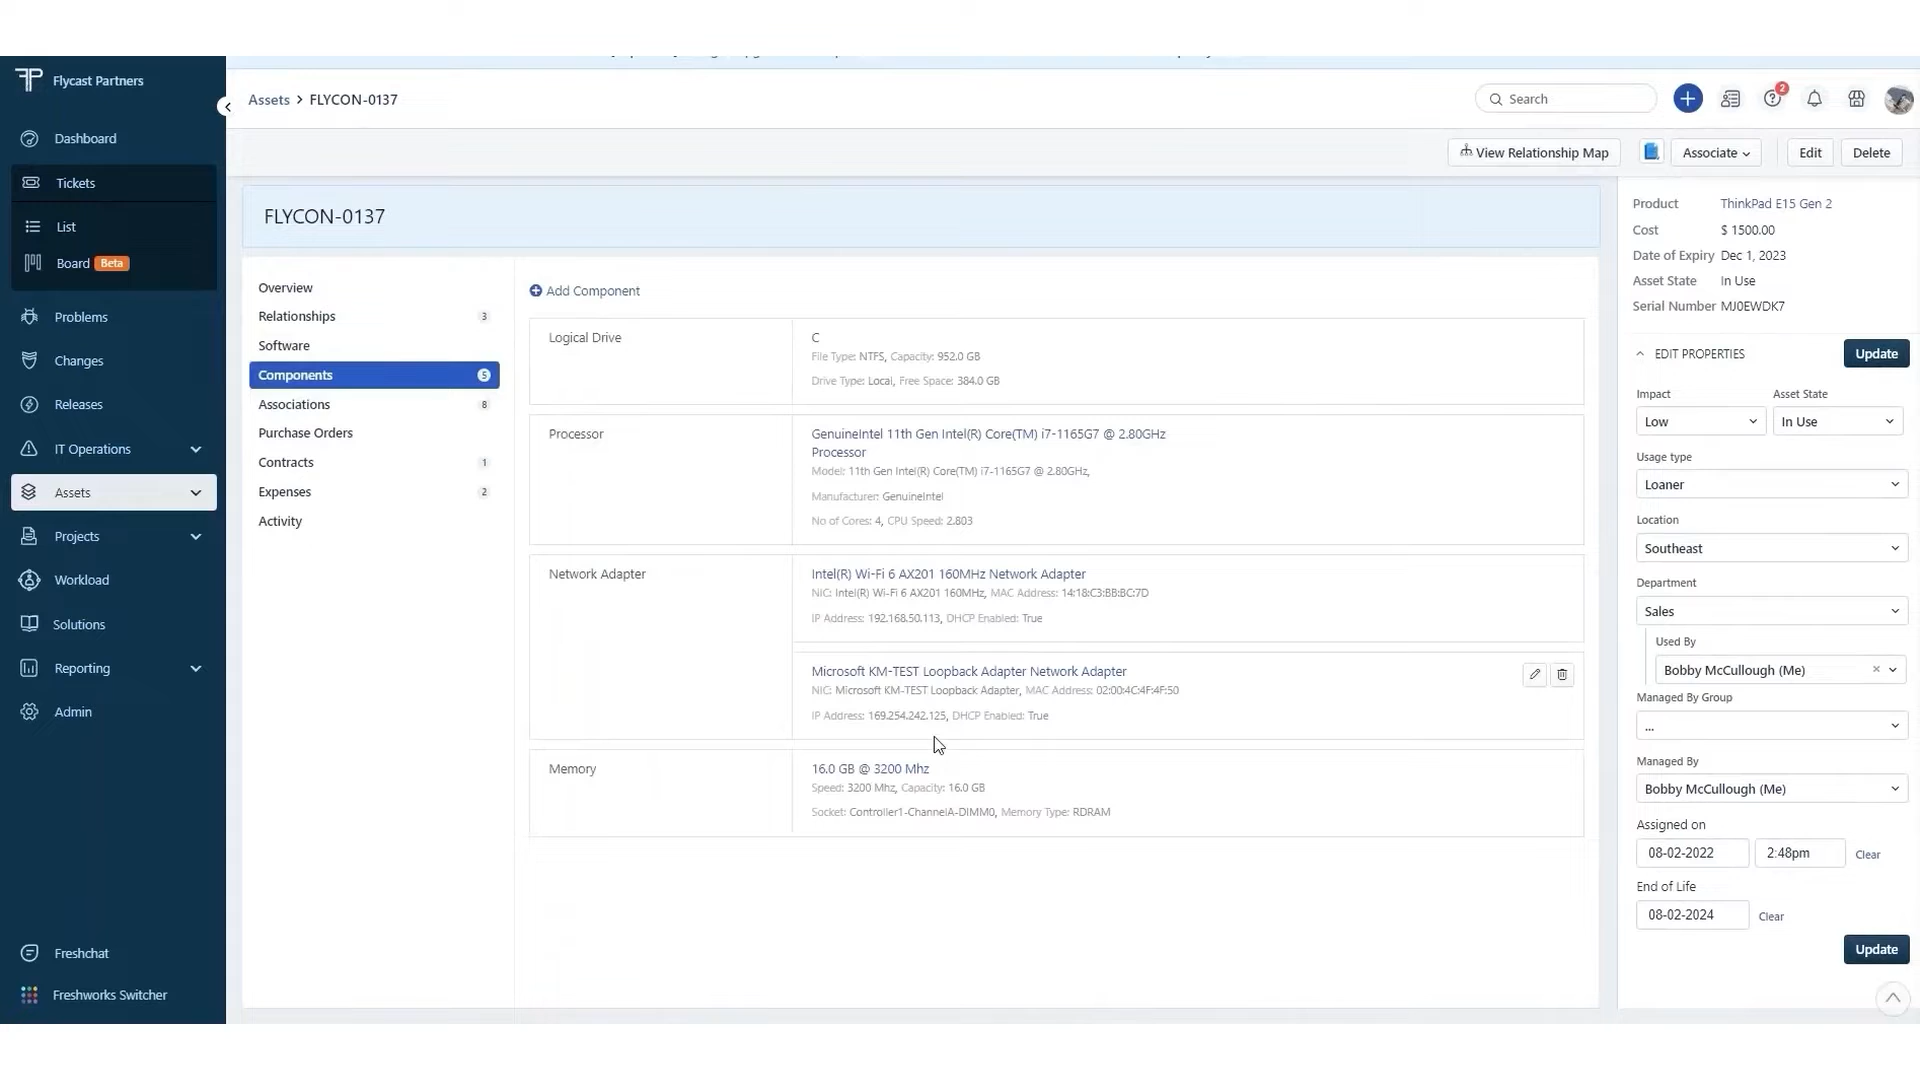 Flycast Partners
Dashboard
Tickets
List
Board Beta
Problems
Changes
Releases
IT Operations
Assets
Projects
Workload
Solutions
Reporting
Admin
Freshchat
Freshworks Switcher
Assets > FLYCON-0137
Search
2
View Relationship Map
Associate
Edit
Delete
FLYCON-0137
Overview
Relationships 3
Software
Components 5
Associations 8
Purchase Orders
Contracts 1
Expenses 2
Activity
Add Component
Logical Drive
C
File Type: NTFS, Capacity: 952.0 GB
Drive Type: Local, Free Space: 384.0 GB
Processor
GenuineIntel 11th Gen Intel(R) Core(TM) i7-1165G7 @ 2.80GHz
Processor
Model: 11th Gen Intel(R) Core(TM) i7-1165G7 @ 2.80GHz,
Manufacturer: GenuineIntel
No of Cores: 4, CPU Speed: 2.803
Network Adapter
Intel(R) Wi-Fi 6 AX201 160MHz Network Adapter
NIC: Intel(R) Wi-Fi 6 AX201 160MHz, MAC Address: 14:18:C3:BB:BC:7D
IP Address: 192.168.50.113, DHCP Enabled: True
Microsoft KM-TEST Loopback Adapter Network Adapter
NIC: Microsoft KM-TEST Loopback Adapter, MAC Address: 02:00:4C:4F:4F:50
IP Address: 169.254.242.125, DHCP Enabled: True
Memory
16.0 GB @ 3200 Mhz
Speed: 3200 Mhz, Capacity: 16.0 GB
Socket: Controller1-ChannelA-DIMM0, Memory Type: RDRAM
Product ThinkPad E15 Gen 2
Cost $ 1500.00
Date of Expiry Dec 1, 2023
Asset State In Use
Serial Number MJ0EWDK7
EDIT PROPERTIES
Update
Impact
Low
Asset State
In Use
Usage type
Loaner
Location
Southeast
Department
Sales
Used By
Bobby McCullough (Me) ×
Managed By Group
...
Managed By
Bobby McCullough (Me)
Assigned on
08-02-2022 2:48pm Clear
End of Life
08-02-2024 Clear
Update